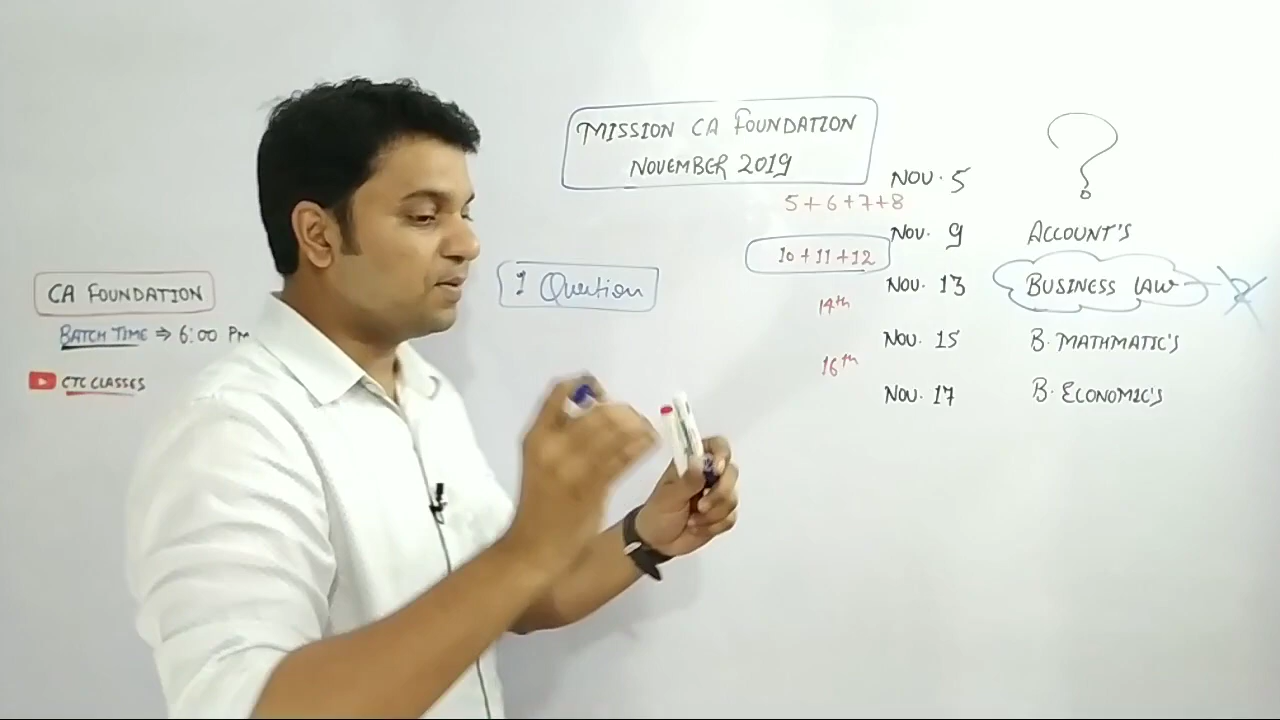 MISSION CA FOUNDATION
NOVEMBER 2019
NOV. 5 ?
5+6+7+8
NOV. 9 ACCOUNT'S
10+11+12
NOV. 13 BUSINESS LAW
14th
NOV. 15 B. MATHMATIC'S
16th
NOV. 17 B. ECONOMIC'S
1 Question
CA FOUNDATION
BATCH TIME ⇒ 6:00 PM
CTC CLASSES